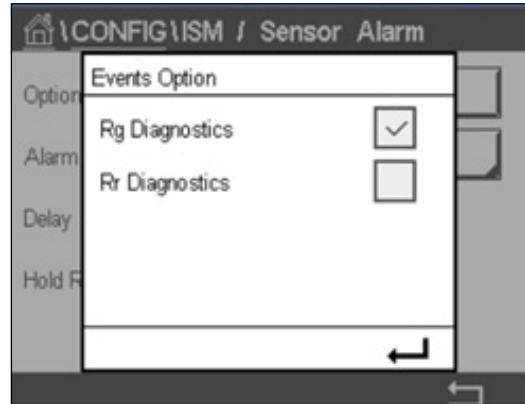 \CONFIG\ISM / Sensor Alarm
Events Option
Option
Rg Diagnostics
Alarm
Rr Diagnostics
Delay
Hold R